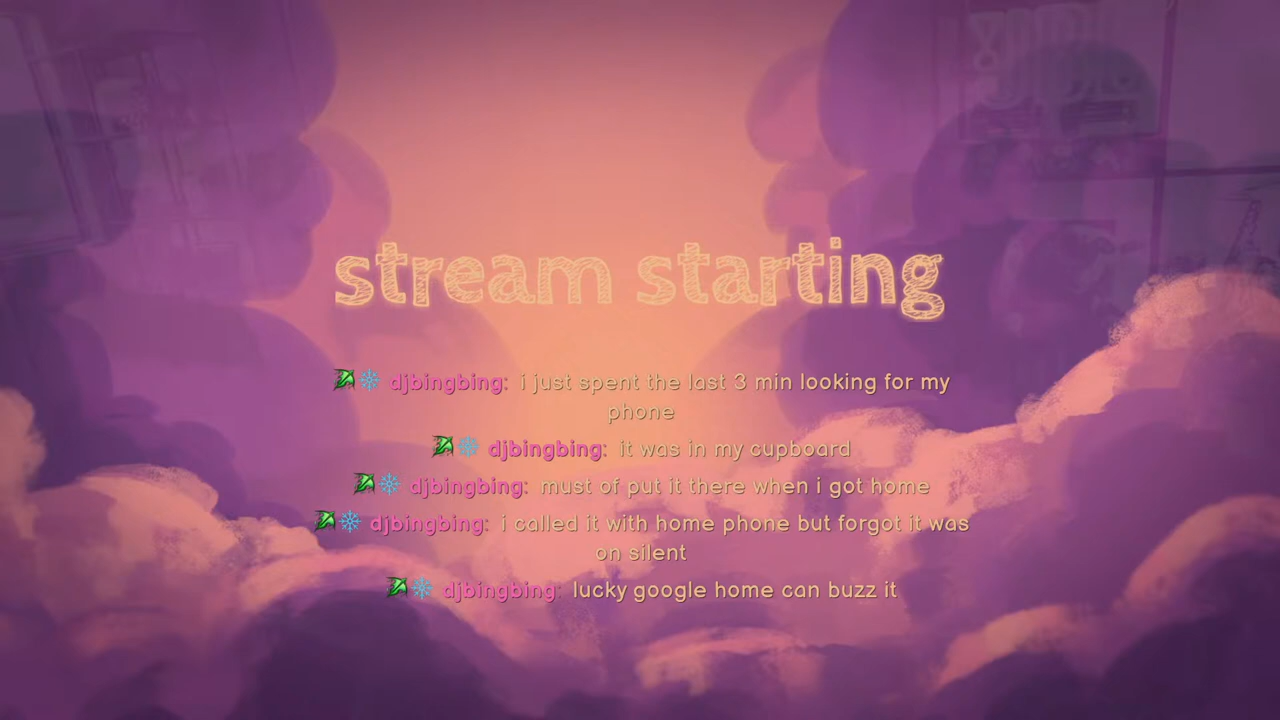 stream starting
djbingbing: i just spent the last 3 min looking for my
phone
djbingbing: it was in my cupboard
djbingbing: must of put it there when i got home
djbingbing: i called it with home phone but forgot it was
on silent
djbingbing: lucky google home can buzz it